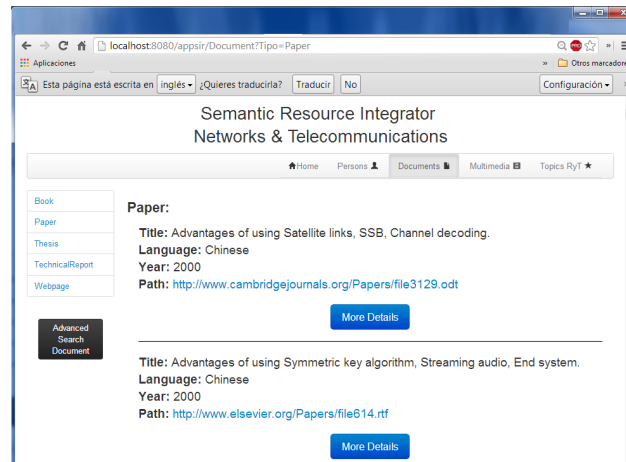 localhost:8080/appsir/Document?Tipo=Paper
Aplicaciones
» Otros marcadores
Esta página está escrita en inglés ¿Quieres traducirla? Traducir No Configuración
Semantic Resource Integrator
Networks & Telecommunications
Home Persons Documents Multimedia Topics RyT
Book
Paper
Thesis
TechnicalReport
Webpage
Advanced
Search
Document
Paper:
Title: Advantages of using Satellite links, SSB, Channel decoding.
Language: Chinese
Year: 2000
Path: http://www.cambridgejournals.org/Papers/file3129.odt
More Details
Title: Advantages of using Symmetric key algorithm, Streaming audio, End system.
Language: Chinese
Year: 2000
Path: http://www.elsevier.org/Papers/file614.rtf
More Details